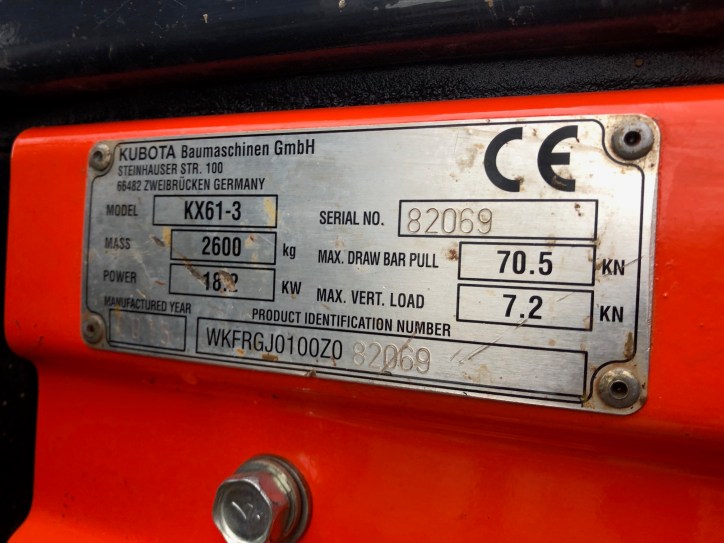 KUBOTA Baumaschinen GmbH
STEINHAUSER STR. 100
66482 ZWEIBRÜCKEN GERMANY
CE
MODEL KX61-3
SERIAL NO. 82069
MASS 2600 kg
MAX. DRAW BAR PULL 70.5 KN
POWER 18.2 KW
MAX. VERT. LOAD 7.2 KN
MANUFACTURED YEAR
PRODUCT IDENTIFICATION NUMBER
WKFRGJ0100Z0 82069